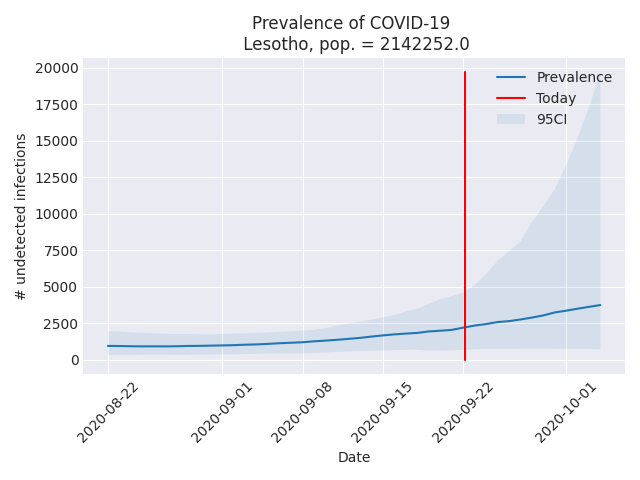 Prevalence of COVID-19
Lesotho, pop. = 2142252.0
20000
17500
15000
12500
10000
7500
5000
2500
0
# undetected infections
Prevalence
Today
95CI
2020-08-22
2020-09-01
2020-09-08
2020-09-15
2020-09-22
2020-10-01
Date